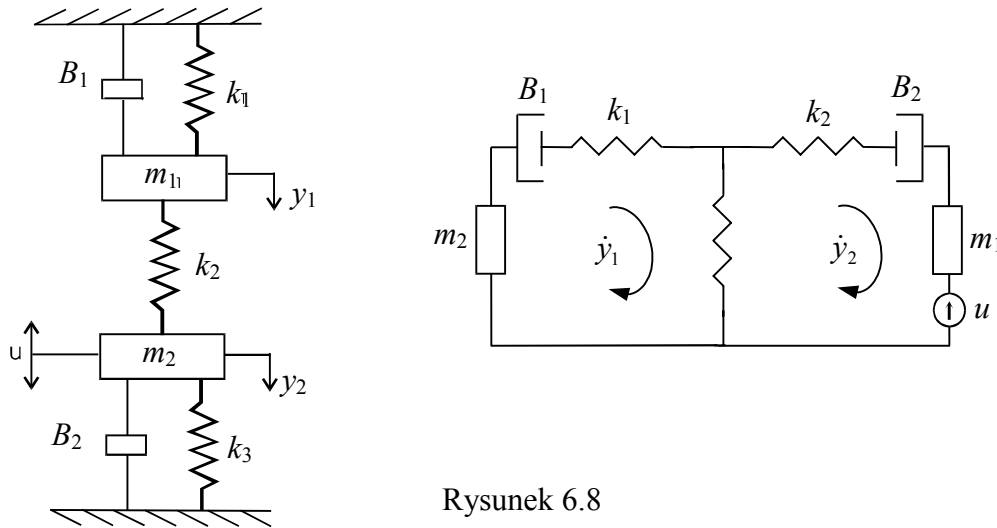 B₁
k₁
m₁
y₁
k₂
u
m₂
y₂
B₂
k₃
B₁
k₁
k₂
B₂
m₂
ẏ₁
ẏ₂
m₁
u
Rysunek 6.8